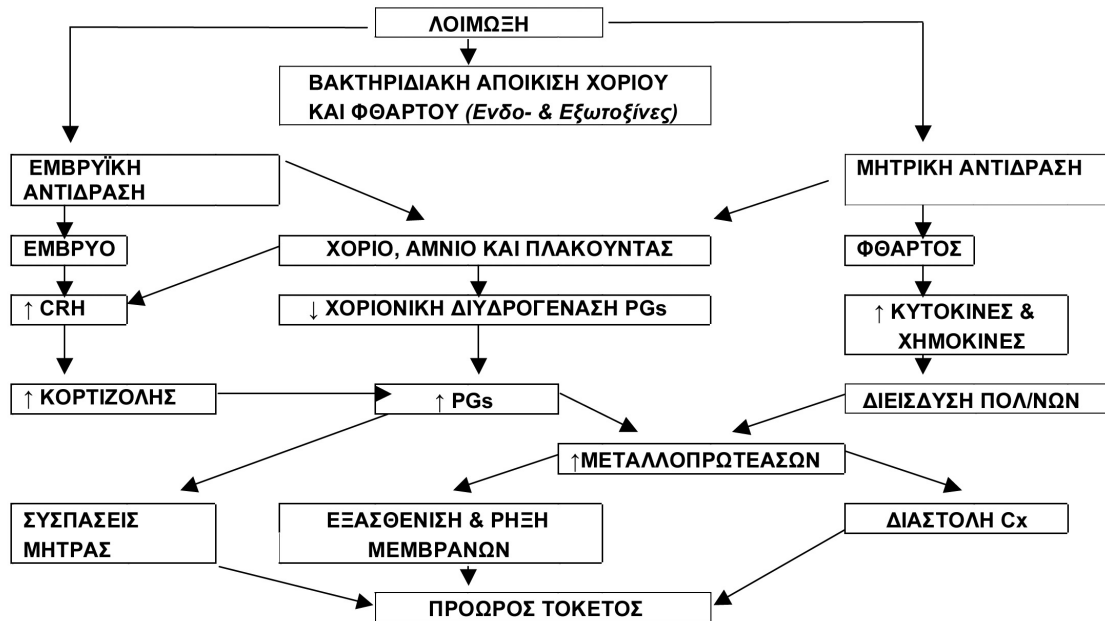 ΛΟΙΜΩΞΗ
ΒΑΚΤΗΡΙΔΙΑΚΗ ΑΠΟΙΚΙΣΗ ΧΟΡΙΟΥ
ΚΑΙ ΦΘΑΡΤΟΥ (Ενδο- & Εξωτοξίνες)
ΕΜΒΡΥΪΚΗ
ΑΝΤΙΔΡΑΣΗ
ΜΗΤΡΙΚΗ ΑΝΤΙΔΡΑΣΗ
ΕΜΒΡΥΟ
ΧΟΡΙΟ, ΑΜΝΙΟ ΚΑΙ ΠΛΑΚΟΥΝΤΑΣ
ΦΘΑΡΤΟΣ
↑ CRH
↓ ΧΟΡΙΟΝΙΚΗ ΔΙΥΔΡΟΓΕΝΑΣΗ PGs
↑ ΚΥΤΟΚΙΝΕΣ &
ΧΗΜΟΚΙΝΕΣ
↑ ΚΟΡΤΙΖΟΛΗΣ
↑ PGs
ΔΙΕΙΣΔΥΣΗ ΠΟΛ/ΝΩΝ
↑ΜΕΤΑΛΛΟΠΡΩΤΕΑΣΩΝ
ΣΥΣΠΑΣΕΙΣ
ΜΗΤΡΑΣ
ΕΞΑΣΘΕΝΙΣΗ & ΡΗΞΗ
ΜΕΜΒΡΑΝΩΝ
ΔΙΑΣΤΟΛΗ Cx
ΠΡΟΩΡΟΣ ΤΟΚΕΤΟΣ